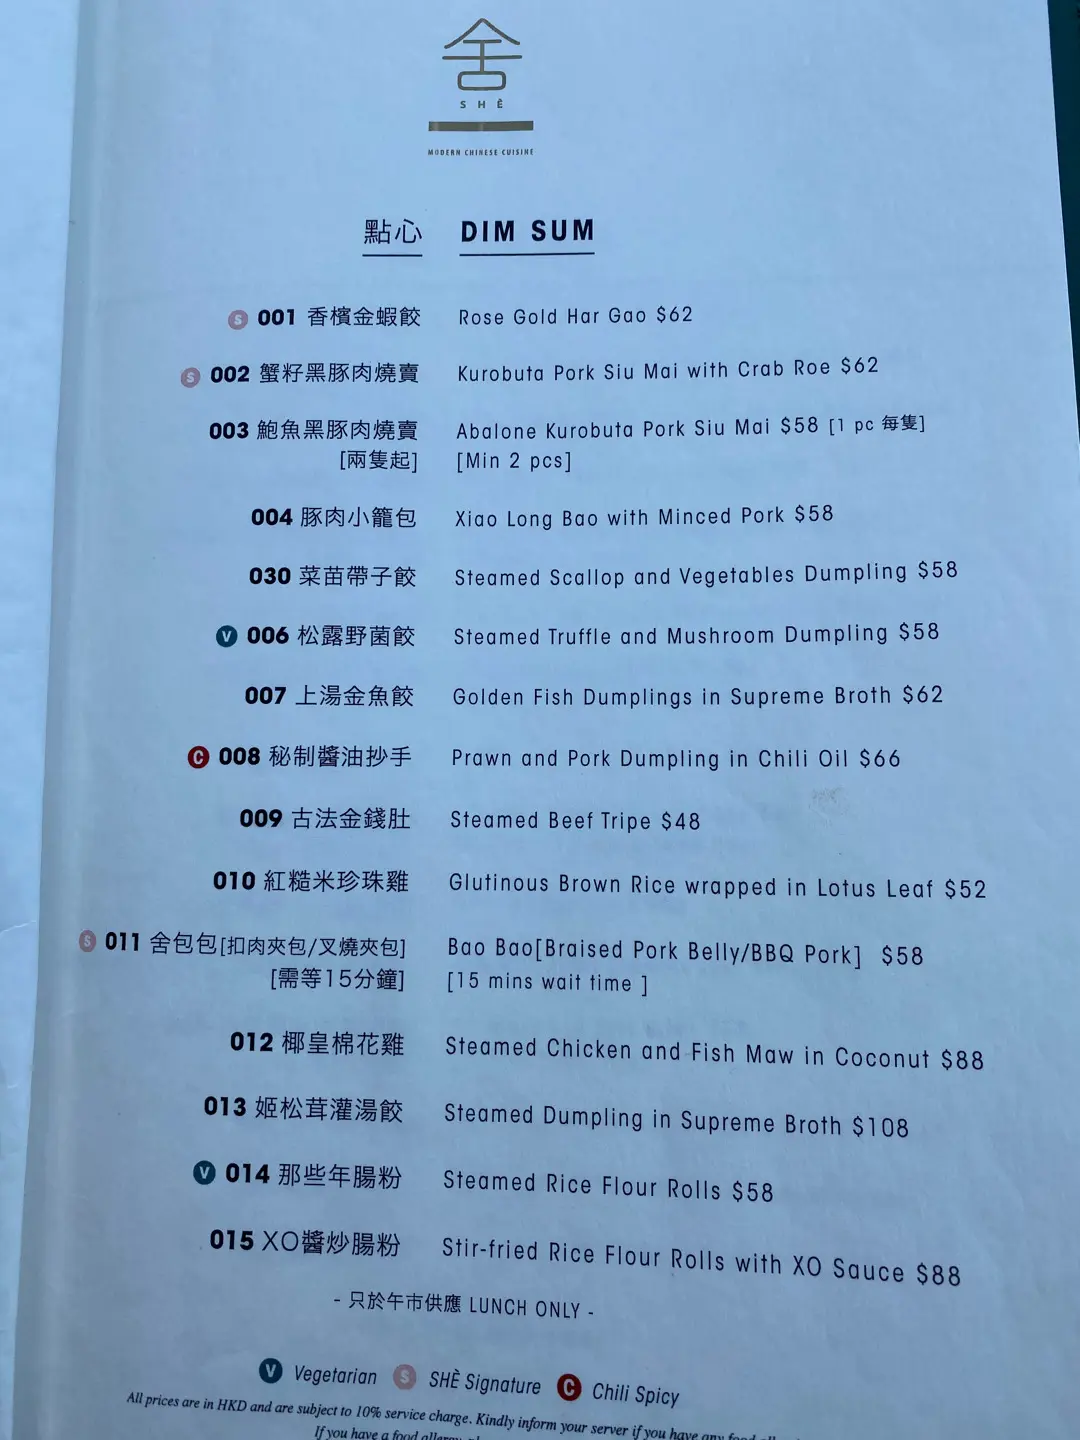 舍
SHÈ
MODERN CHINESE CUISINE
點心 DIM SUM
S 001 香檳金蝦餃 Rose Gold Har Gao $62
S 002 蟹籽黑豚肉燒賣 Kurobuta Pork Siu Mai with Crab Roe $62
003 鮑魚黑豚肉燒賣 Abalone Kurobuta Pork Siu Mai $58 [1 pc 每隻]
[兩隻起] [Min 2 pcs]
004 豚肉小籠包 Xiao Long Bao with Minced Pork $58
030 菜苗帶子餃 Steamed Scallop and Vegetables Dumpling $58
V 006 松露野菌餃 Steamed Truffle and Mushroom Dumpling $58
007 上湯金魚餃 Golden Fish Dumplings in Supreme Broth $62
C 008 秘制醬油抄手 Prawn and Pork Dumpling in Chili Oil $66
009 古法金錢肚 Steamed Beef Tripe $48
010 紅糙米珍珠雞 Glutinous Brown Rice wrapped in Lotus Leaf $52
S 011 舍包包[扣肉夾包/叉燒夾包] Bao Bao[Braised Pork Belly/BBQ Pork] $58
[需等15分鐘] [15 mins wait time ]
012 椰皇棉花雞 Steamed Chicken and Fish Maw in Coconut $88
013 姬松茸灌湯餃 Steamed Dumpling in Supreme Broth $108
V 014 那些年腸粉 Steamed Rice Flour Rolls $58
015 XO醬炒腸粉 Stir-fried Rice Flour Rolls with XO Sauce $88
- 只於午市供應 LUNCH ONLY -
V Vegetarian S SHÈ Signature C Chili Spicy
All prices are in HKD and are subject to 10% service charge. Kindly inform your server if you have any food
If you have a food